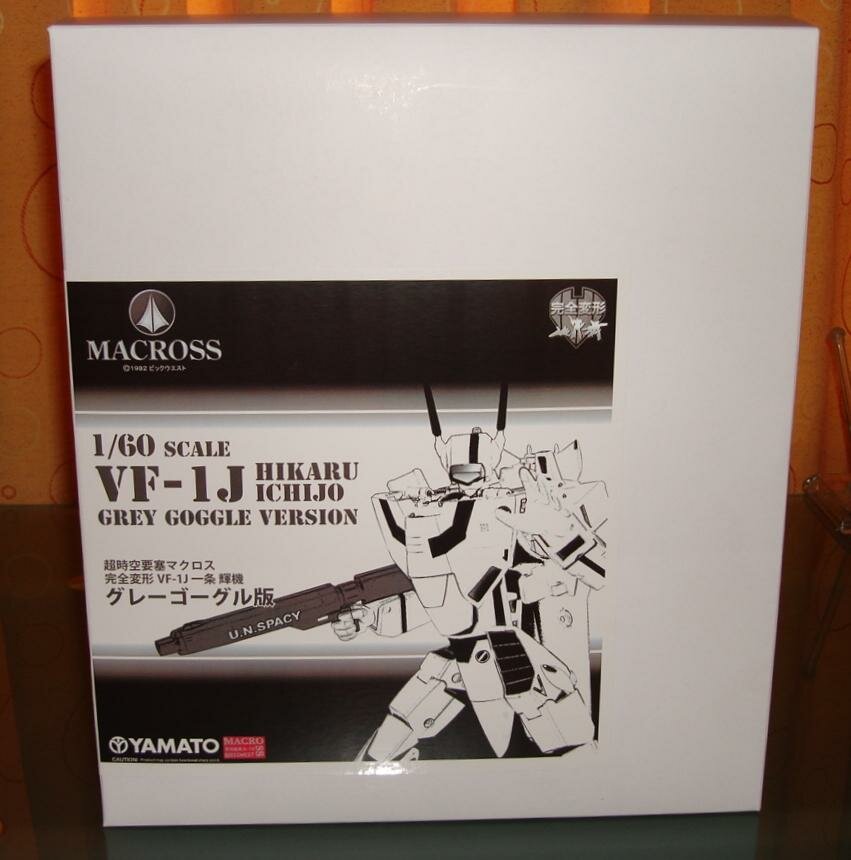 MACROSS
©1982 ビックウエスト
完全変形
1/60 SCALE
VF-1J HIKARU ICHIJO
GREY GOGGLE VERSION
超時空要塞マクロス
完全変形 VF-1J 一条 輝機
グレーゴーグル版
U.N.SPACY
YAMATO
MACROSS
CAUTION!